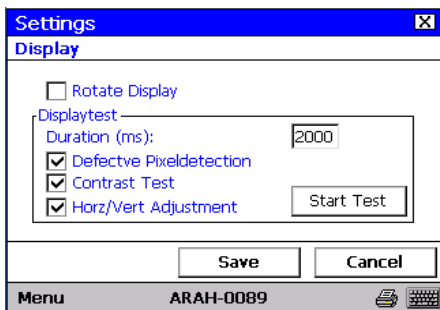 Settings
Display
Rotate Display
Displaytest
Duration (ms): 2000
Defectve Pixeldetection
Contrast Test
Horz/Vert Adjustment
Start Test
Save Cancel
Menu ARAH-0089